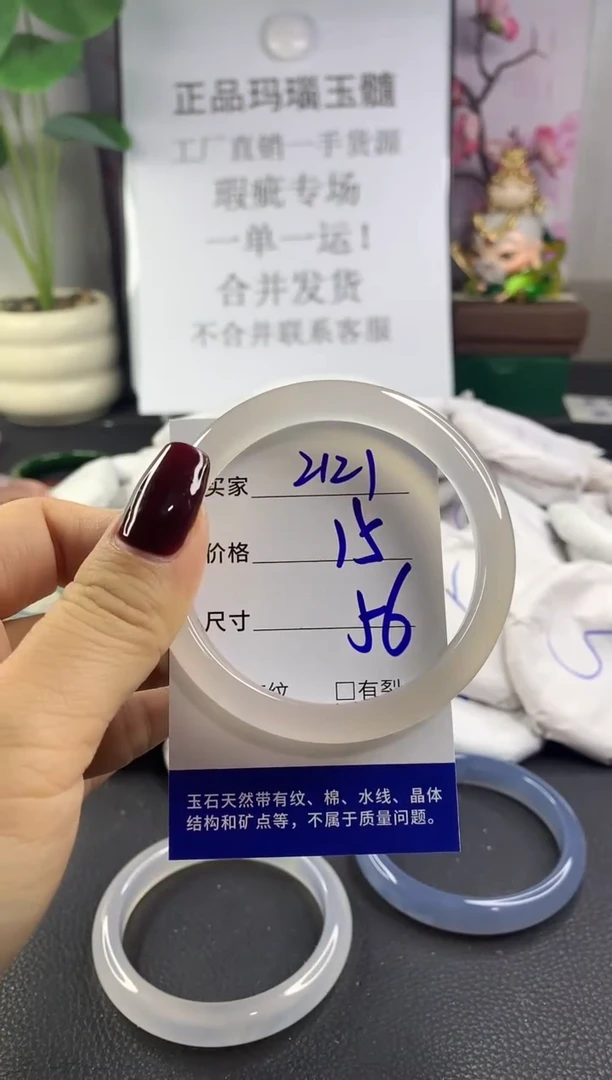 正品玛瑙玉髓
工厂直销一手货源
瑕疵专场
一单一运！
合并发货
不合并联系客服
买家 2121
价格 15
尺寸 56
纹 □有裂
玉石天然带有纹、棉、水线、晶体
结构和矿点等，不属于质量问题。